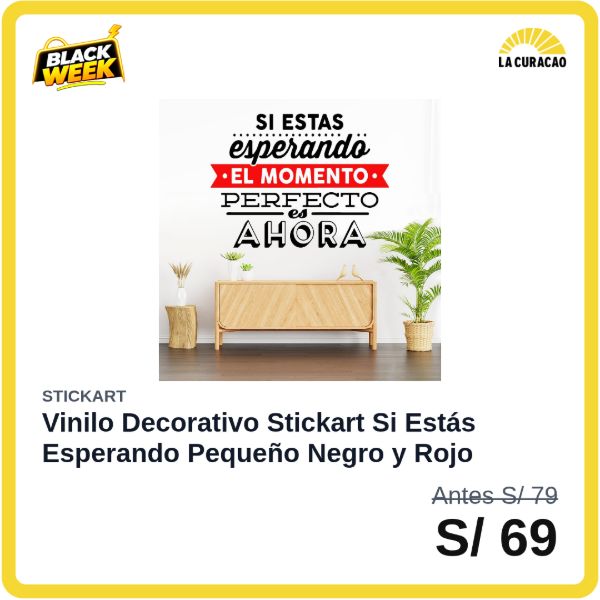 BLACK
WEEK
LA CURACAO
SI ESTAS
esperando
EL MOMENTO
PERFECTO
es
AHORA
STICKART
Vinilo Decorativo Stickart Si Estás
Esperando Pequeño Negro y Rojo
Antes S/ 79
S/ 69